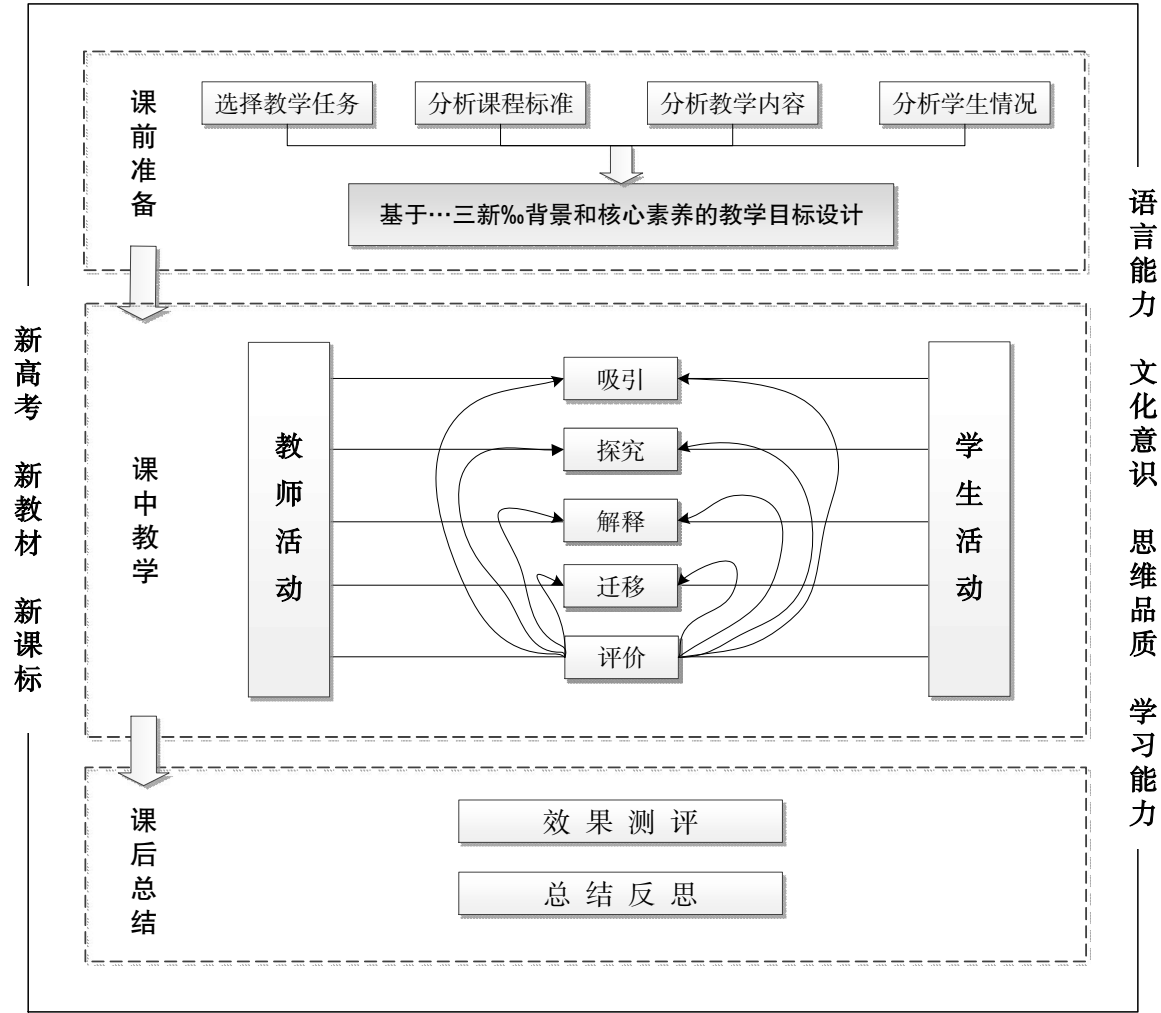 课前准备
选择教学任务
分析课程标准
分析教学内容
分析学生情况
基于…三新‰背景和核心素养的教学目标设计
新高考 新教材 新课标
课中教学
教师活动
吸引
探究
解释
迁移
评价
学生活动
语言能力 文化意识 思维品质 学习能力
课后总结
效果测评
总结反思